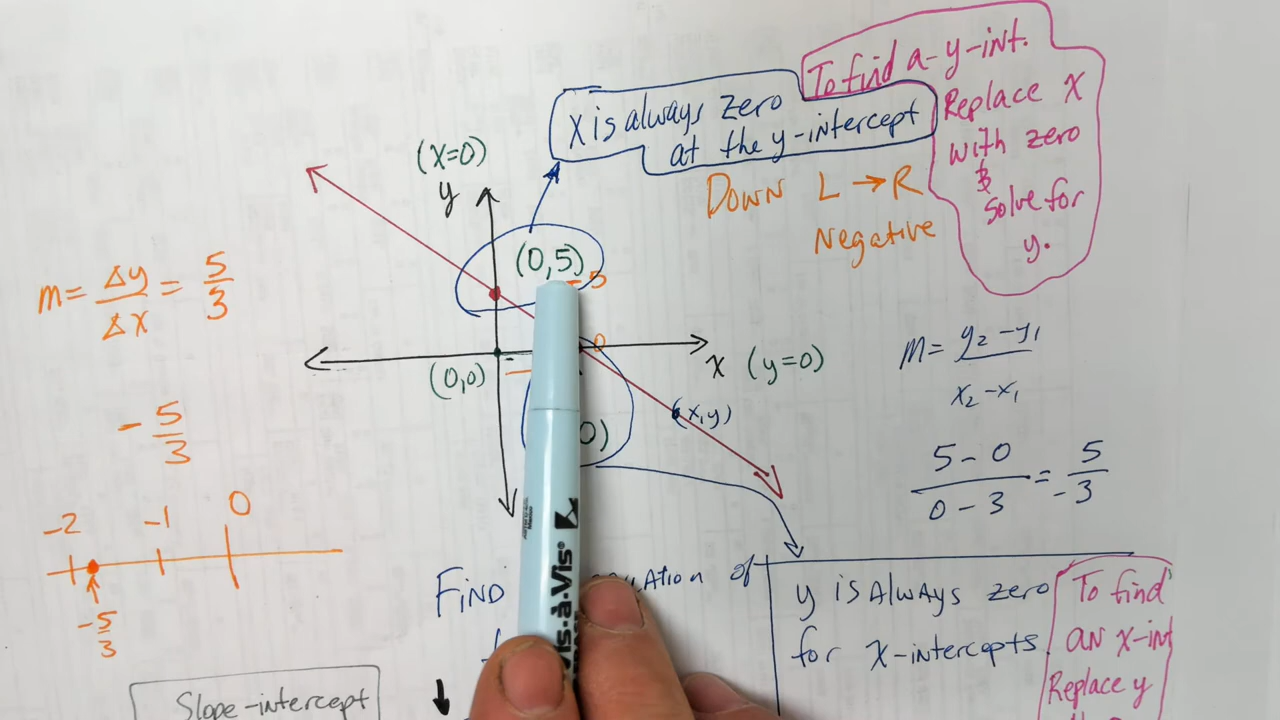 To find a y-int.
Replace X
with zero
&
Solve for
y.
X is always zero
at the y-intercept
(X=0)
y
DOWN L → R
Negative
(0,5)
m = Δy/Δx = 5/3
X (y=0)
(0,0)
(x,y)
0)
m = y2 - y1
x2 - x1
- 5/3
5 - 0
0 - 3
= 5/-3
-2 -1 0
-5/3
FIND
of
y is Always zero
for X-intercepts
To find
an x-int
Replace y
Slope-intercept
Vis-à-Vis®